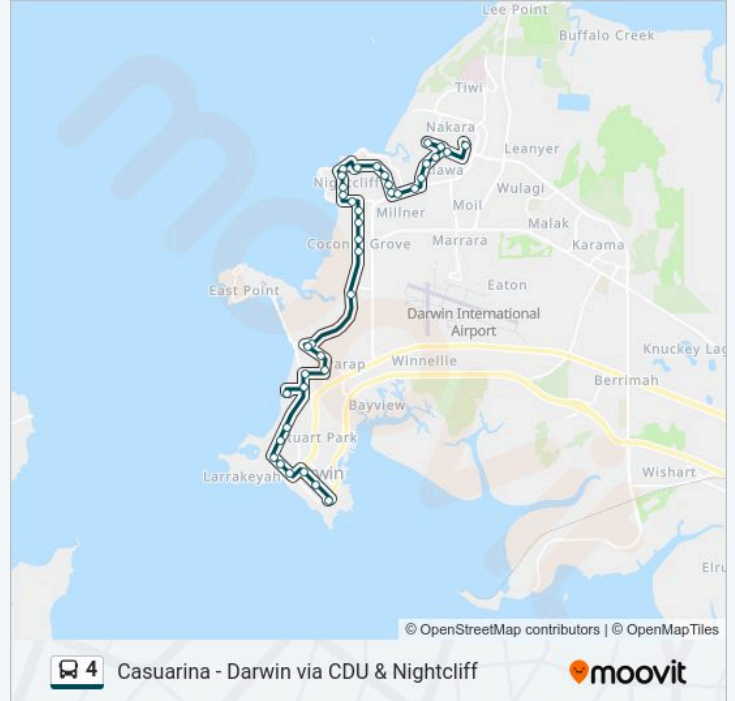 Lee Point
Buffalo Creek
Tiwi
Nakara
Leanyer
Nightcliff
Wulagi
Millner
Moil
Malak
Coconut Grove
Marrara
Karama
Eaton
East Point
Darwin International
Airport
Winnellie
Knuckey Lag
Berrimah
Bayview
Stuart Park
Larrakeyah
Wishart
© OpenStreetMap contributors | © OpenMapTiles
4 Casuarina - Darwin via CDU & Nightcliff
moovit